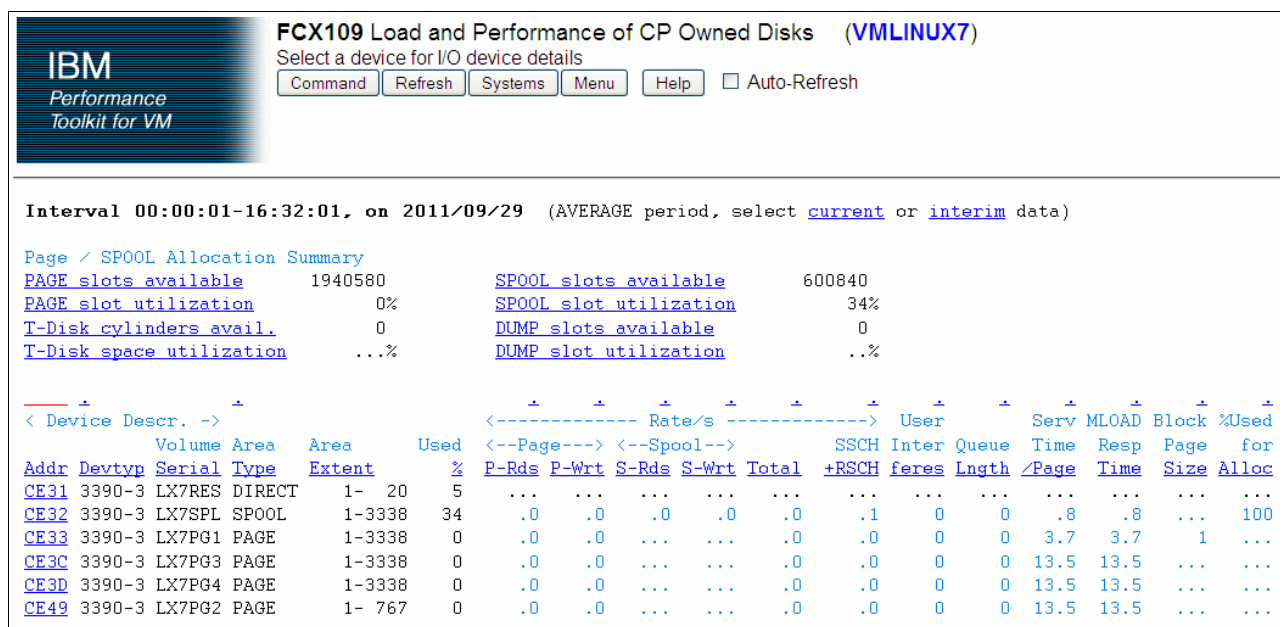 IBM
Performance
Toolkit for VM
FCX109 Load and Performance of CP Owned Disks (VMLINUX7)
Select a device for I/O device details
Command Refresh Systems Menu Help Auto-Refresh
Interval 00:00:01-16:32:01, on 2011/09/29 (AVERAGE period, select current or interim data)
Page / SPOOL Allocation Summary
PAGE slots available 1940580 SPOOL slots available 600840
PAGE slot utilization 0% SPOOL slot utilization 34%
T-Disk cylinders avail. 0 DUMP slots available 0
T-Disk space utilization ...% DUMP slot utilization ..%
____ . . . . . . . . . . . . .
< Device Descr. -> <------------- Rate/s -------------> User Serv MLOAD Block %Used
Volume Area Area Used <--Page---> <--Spool--> SSCH Inter Queue Time Resp Page for
Addr Devtyp Serial Type Extent % P-Rds P-Wrt S-Rds S-Wrt Total +RSCH feres Lngth /Page Time Size Alloc
CE31 3390-3 LX7RES DIRECT 1- 20 5 ... ... ... ... ... ... ... ... ... ... ... ...
CE32 3390-3 LX7SPL SPOOL 1-3338 34 .0 .0 .0 .0 .0 .1 0 0 .8 .8 ... 100
CE33 3390-3 LX7PG1 PAGE 1-3338 0 .0 .0 ... ... .0 .0 0 0 3.7 3.7 1 ...
CE3C 3390-3 LX7PG3 PAGE 1-3338 0 .0 .0 ... ... .0 .0 0 0 13.5 13.5 ... ...
CE3D 3390-3 LX7PG4 PAGE 1-3338 0 .0 .0 ... ... .0 .0 0 0 13.5 13.5 ... ...
CE49 3390-3 LX7PG2 PAGE 1- 767 0 .0 .0 ... ... .0 .0 0 0 13.5 13.5 ... ...